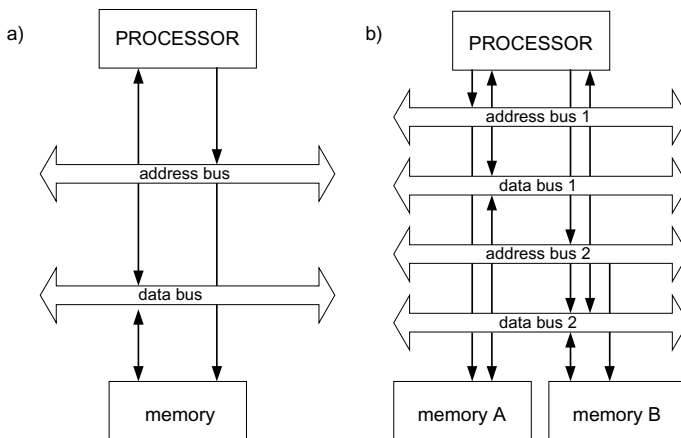 a)
PROCESSOR
address bus
data bus
memory
b)
PROCESSOR
address bus 1
data bus 1
address bus 2
data bus 2
memory A
memory B